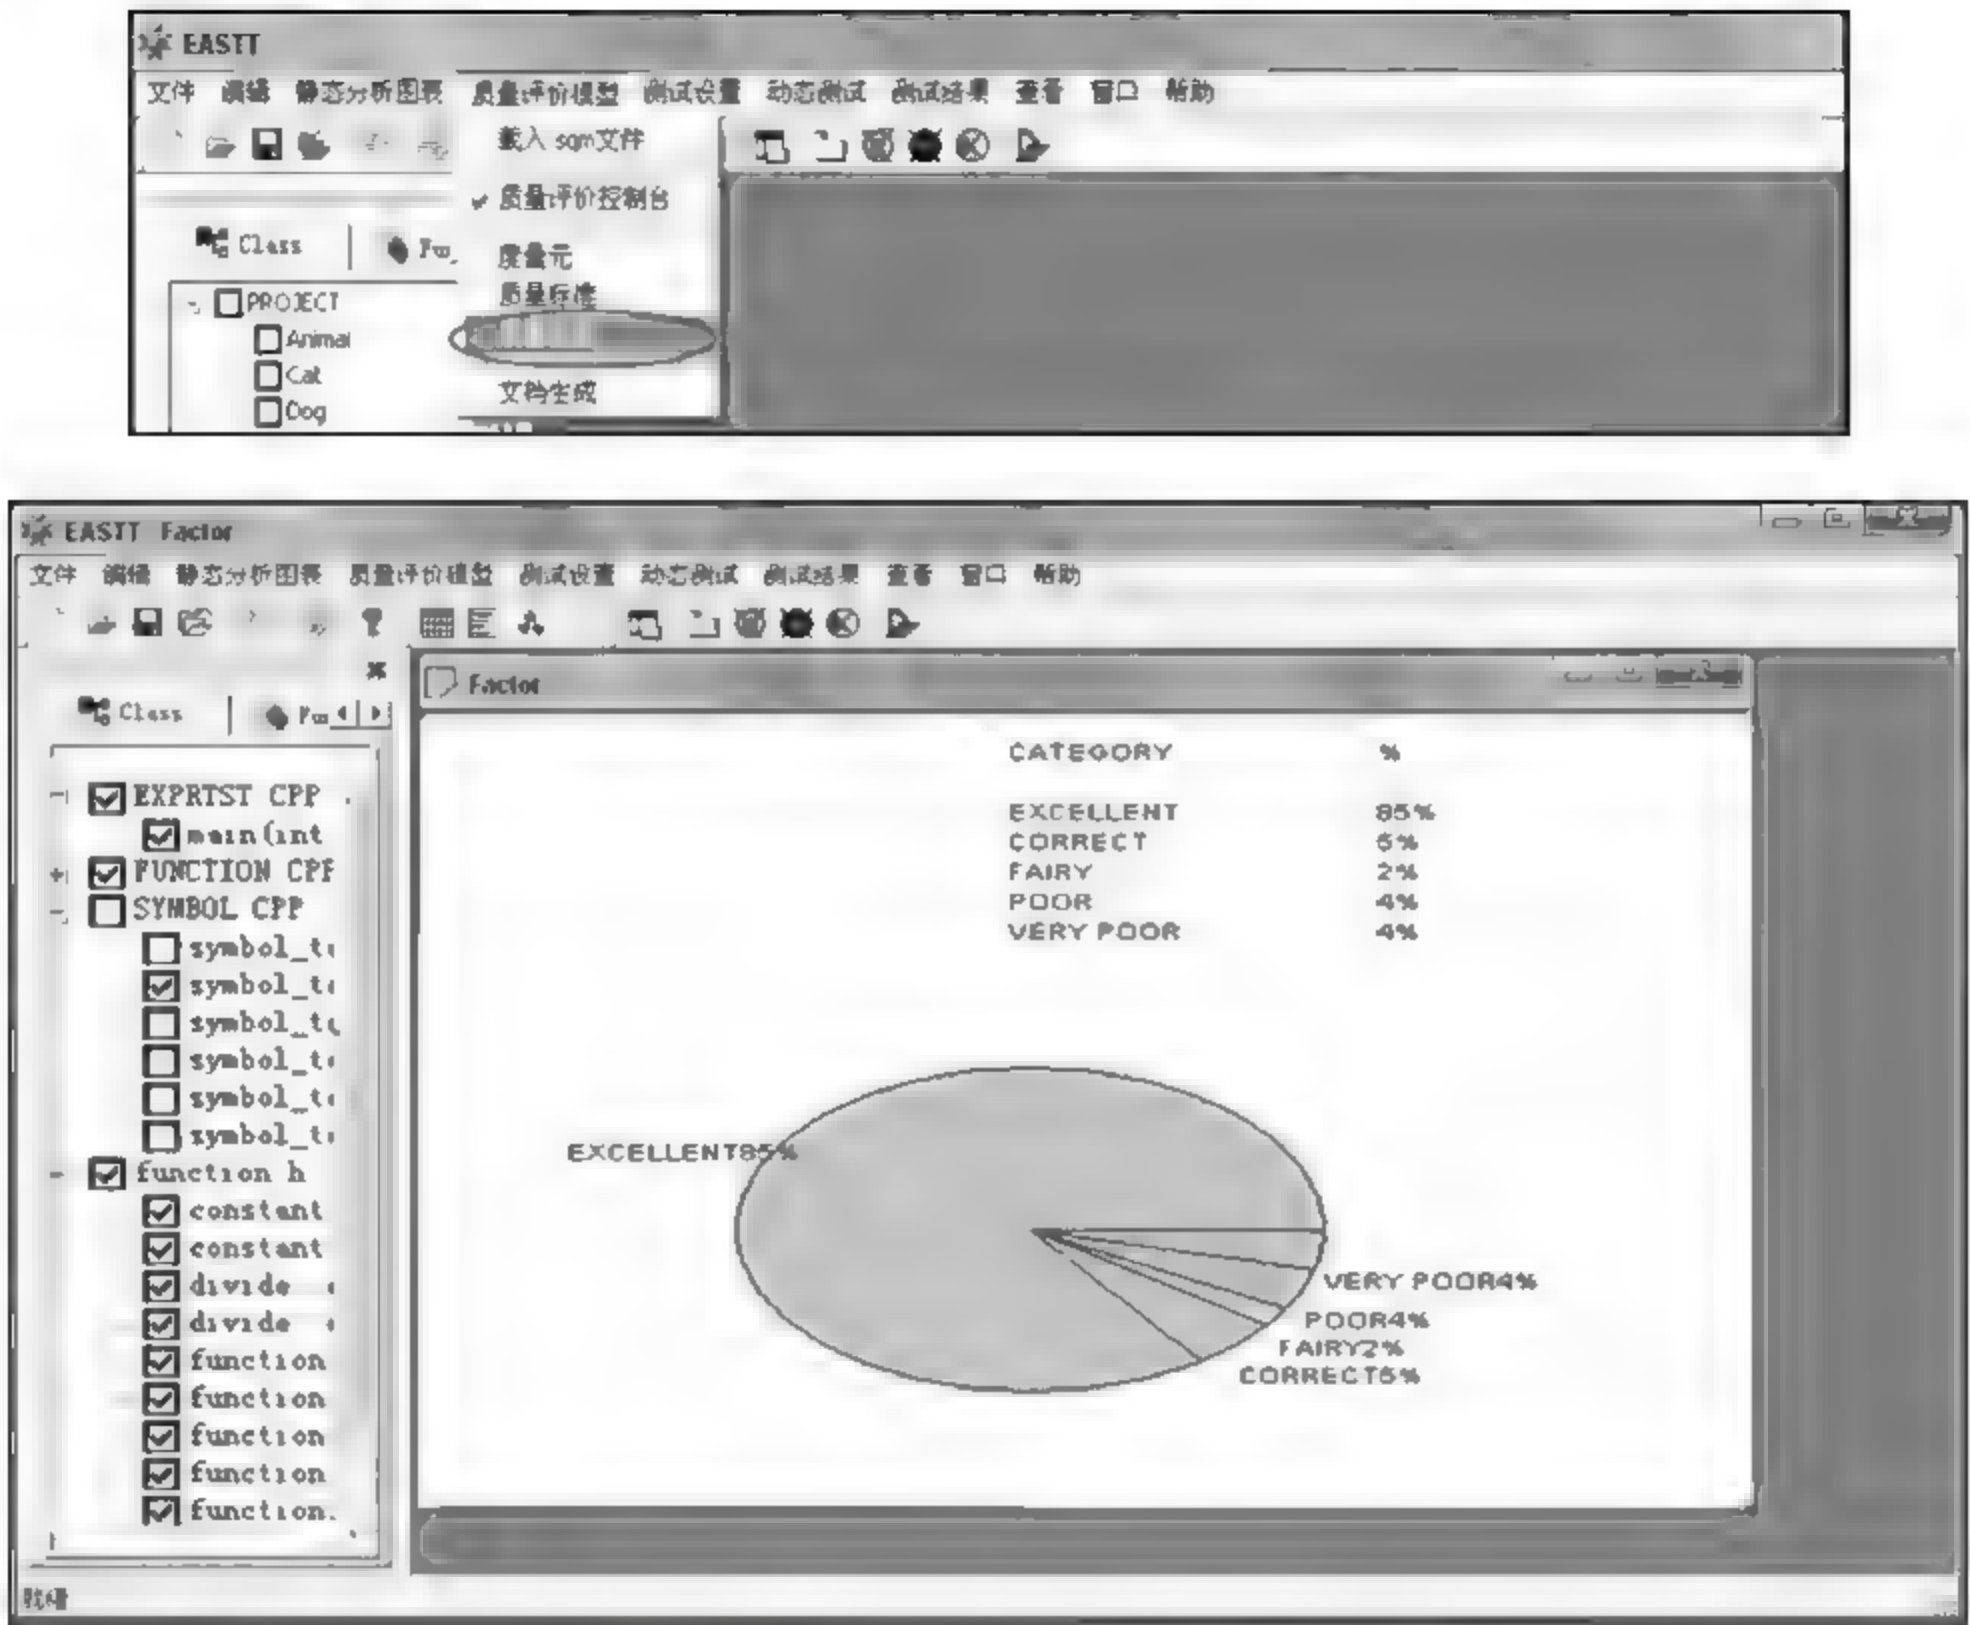 EASTT
文件 编辑 静态分析图表 质量评价模型 测试设置 动态测试 测试结果 查看 窗口 帮助
载入 sqm文件
质量评价控制台
Class
度量元
质量标准
PROJECT
Animal
Cat
Dog
文档生成
EASTT Factor
文件 编辑 静态分析图表 质量评价模型 测试设置 动态测试 测试结果 查看 窗口 帮助
Factor
Class
CATEGORY %
EXPRTST CPP
EXCELLENT 85%
main(int
CORRECT 5%
FUNCTION CPP
FAIRY 2%
SYMBOL CPP
POOR 4%
VERY POOR 4%
symbol_t
symbol_t
symbol_t
symbol_t
symbol_t
symbol_t
EXCELLENT85%
function h
constant
constant
divide
divide
function
function
function
function
function
VERY POOR4%
POOR4%
FAIRY2%
CORRECT5%
就绪